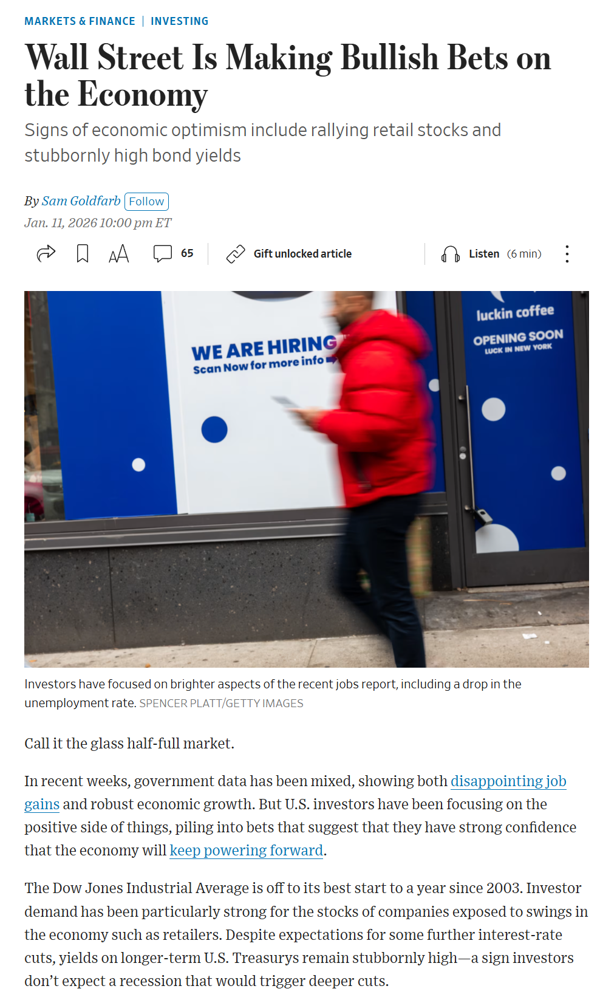 MARKETS & FINANCE | INVESTING
Wall Street Is Making Bullish Bets on
the Economy
Signs of economic optimism include rallying retail stocks and
stubbornly high bond yields
By Sam Goldfarb Follow
Jan. 11, 2026 10:00 pm ET
65
Gift unlocked article
Listen (6 min)
WE ARE HIRING
Scan Now for more info
luckin coffee
OPENING SOON
LUCK IN NEW YORK
Investors have focused on brighter aspects of the recent jobs report, including a drop in the
unemployment rate. SPENCER PLATT/GETTY IMAGES
Call it the glass half-full market.
In recent weeks, government data has been mixed, showing both disappointing job
gains and robust economic growth. But U.S. investors have been focusing on the
positive side of things, piling into bets that suggest that they have strong confidence
that the economy will keep powering forward.
The Dow Jones Industrial Average is off to its best start to a year since 2003. Investor
demand has been particularly strong for the stocks of companies exposed to swings in
the economy such as retailers. Despite expectations for some further interest-rate
cuts, yields on longer-term U.S. Treasurys remain stubbornly high—a sign investors
don’t expect a recession that would trigger deeper cuts.